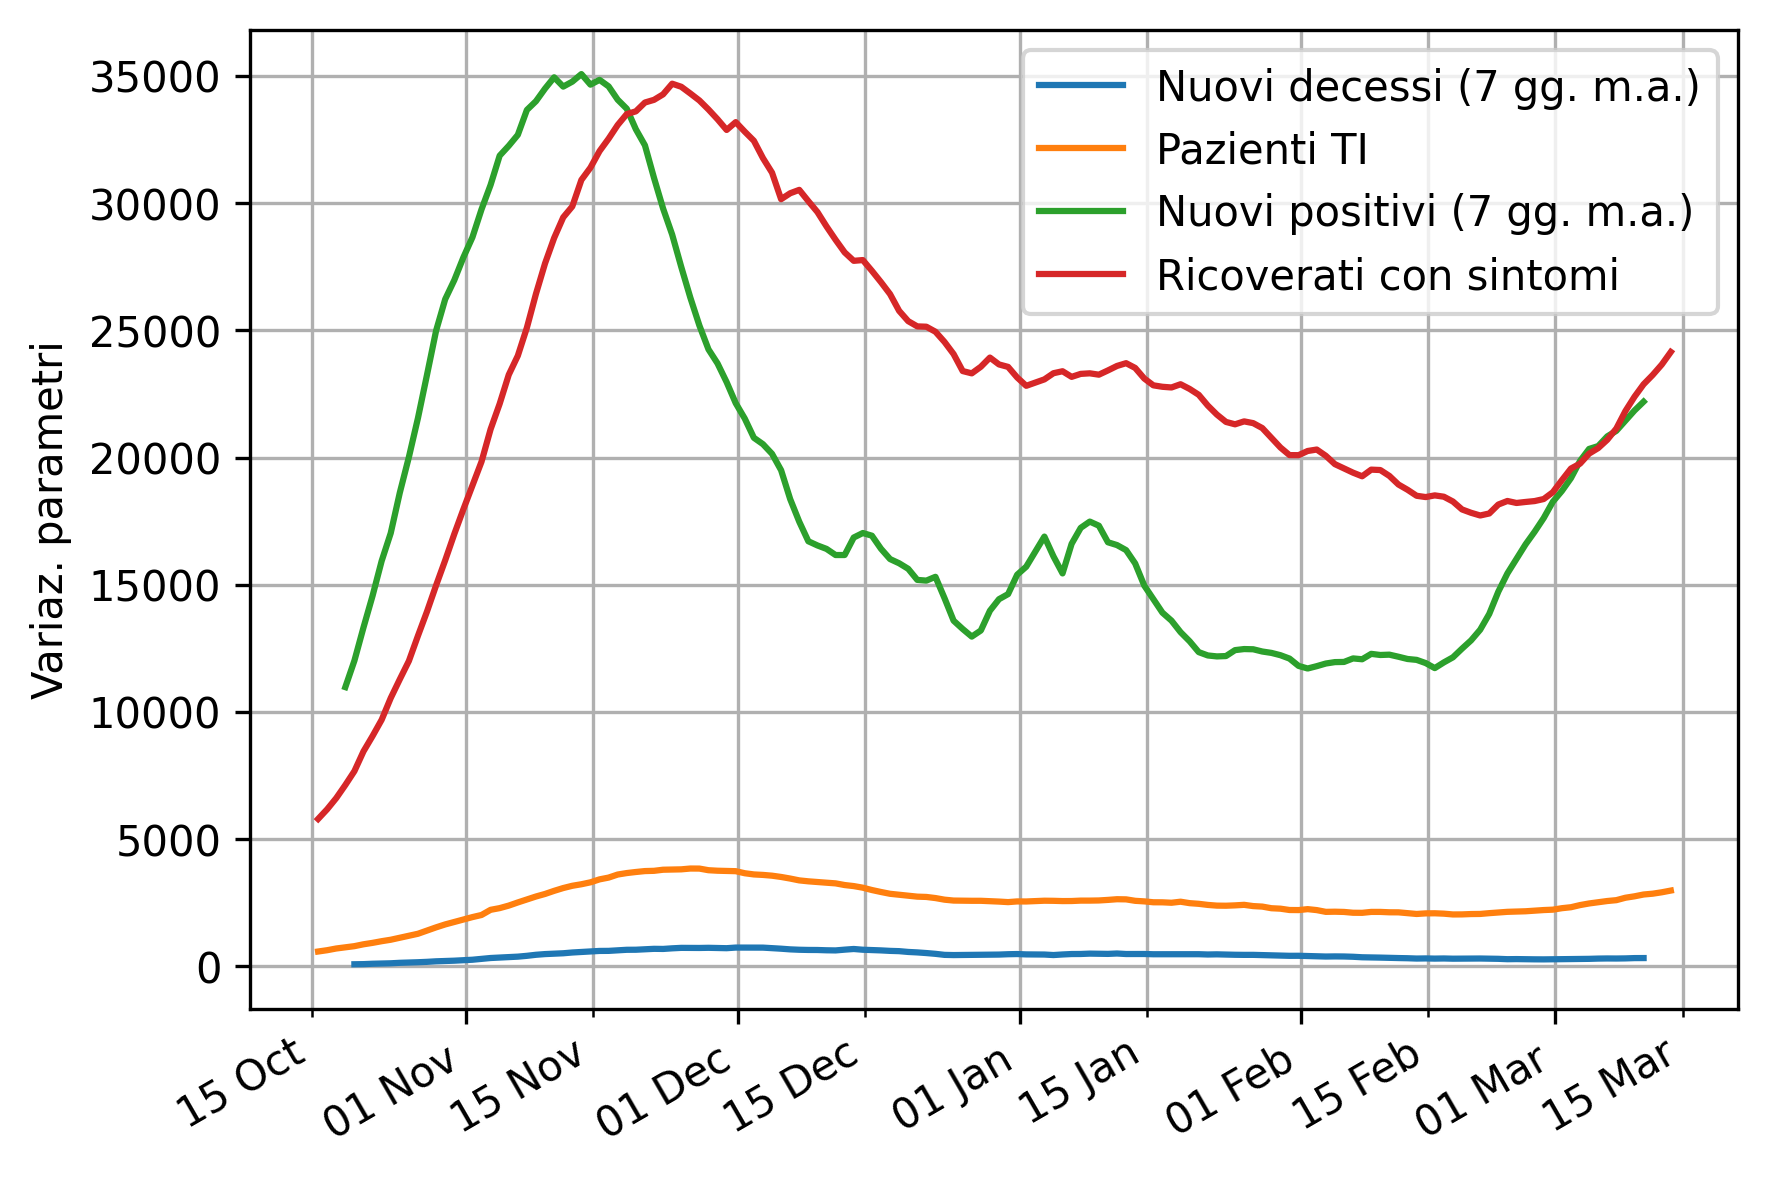 Variaz. parametri
35000
30000
25000
20000
15000
10000
5000
0
Nuovi decessi (7 gg. m.a.)
Pazienti TI
Nuovi positivi (7 gg. m.a.)
Ricoverati con sintomi
15 Oct
01 Nov
15 Nov
01 Dec
15 Dec
01 Jan
15 Jan
01 Feb
15 Feb
01 Mar
15 Mar